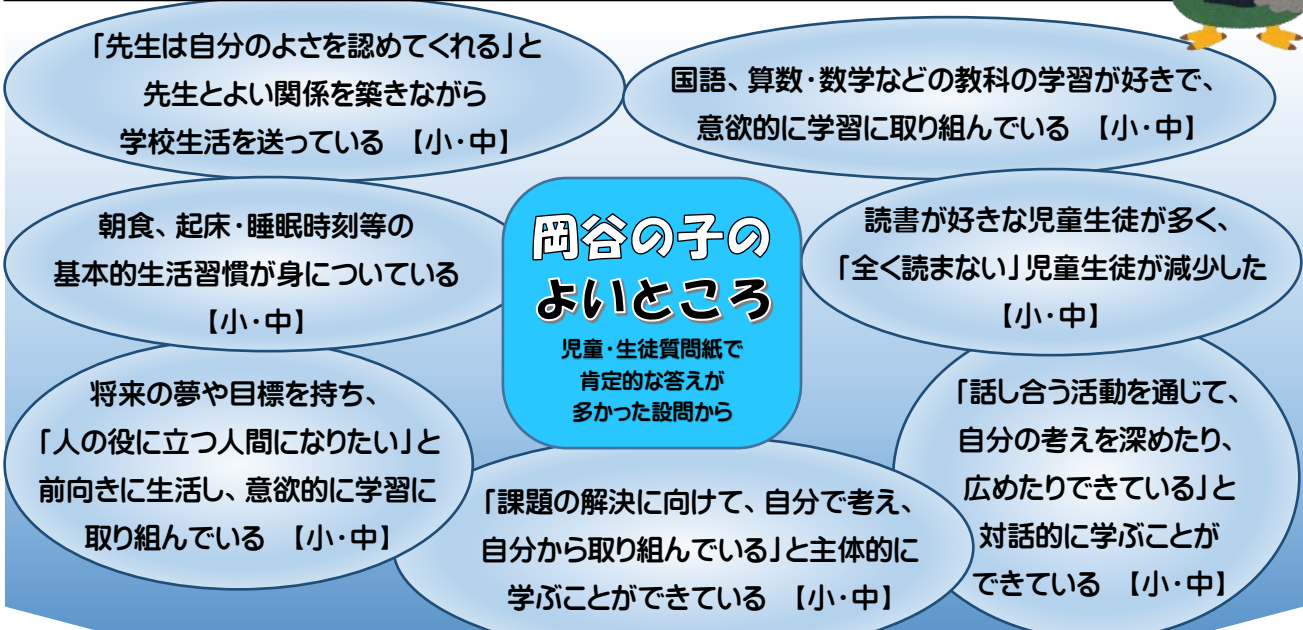 「先生は自分のよさを認めてくれる」と
先生とよい関係を築きながら
学校生活を送っている 【小・中】
国語、算数・数学などの教科の学習が好きで、
意欲的に学習に取り組んでいる 【小・中】
朝食、起床・睡眠時刻等の
基本的生活習慣が身についている
【小・中】
岡谷の子の
よいところ
児童・生徒質問紙で
肯定的な答えが
多かった設問から
読書が好きな児童生徒が多く、
「全く読まない」児童生徒が減少した
【小・中】
将来の夢や目標を持ち、
「人の役に立つ人間になりたい」と
前向きに生活し、意欲的に学習に
取り組んでいる 【小・中】
「課題の解決に向けて、自分で考え、
自分から取り組んでいる」と主体的に
学ぶことができている 【小・中】
「話し合う活動を通じて、
自分の考えを深めたり、
広めたりできている」と
対話的に学ぶことが
できている 【小・中】